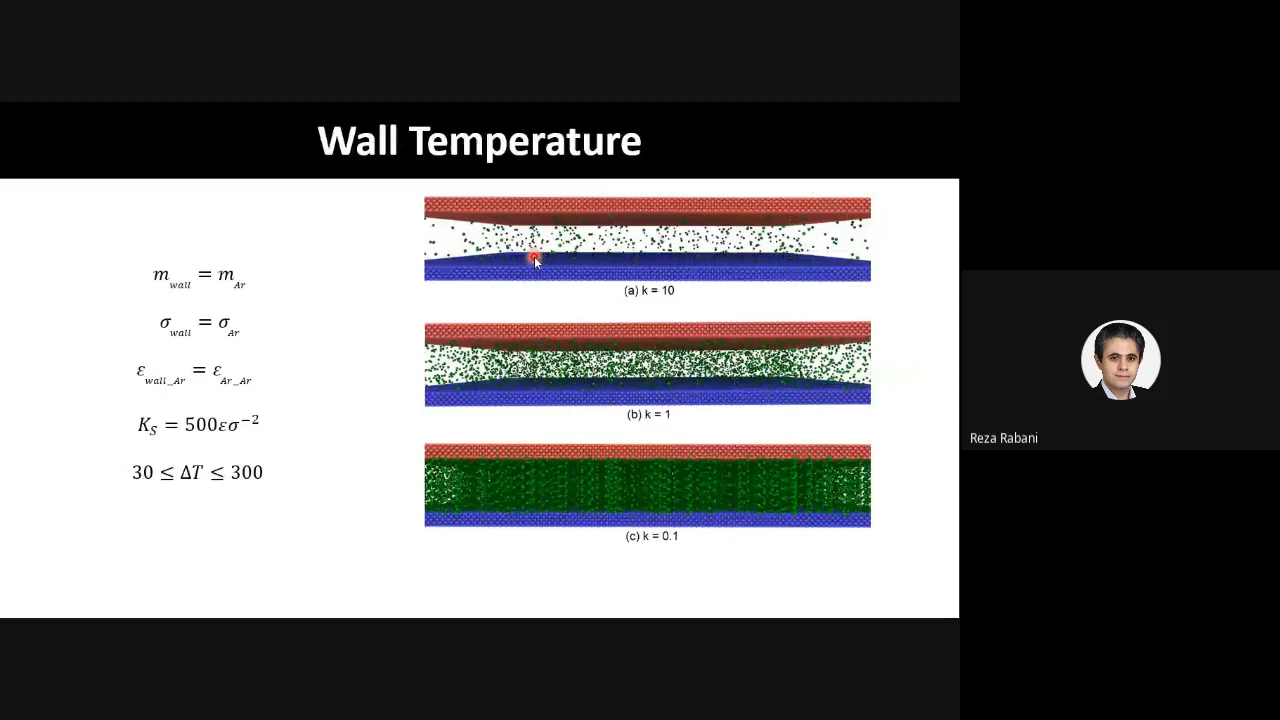 Wall Temperature
m_wall = m_Ar
σ_wall = σ_Ar
ε_wall_Ar = ε_Ar_Ar
K_S = 500εσ⁻²
30 ≤ ΔT ≤ 300
(a) k = 10
(b) k = 1
(c) k = 0.1
Reza Rabani